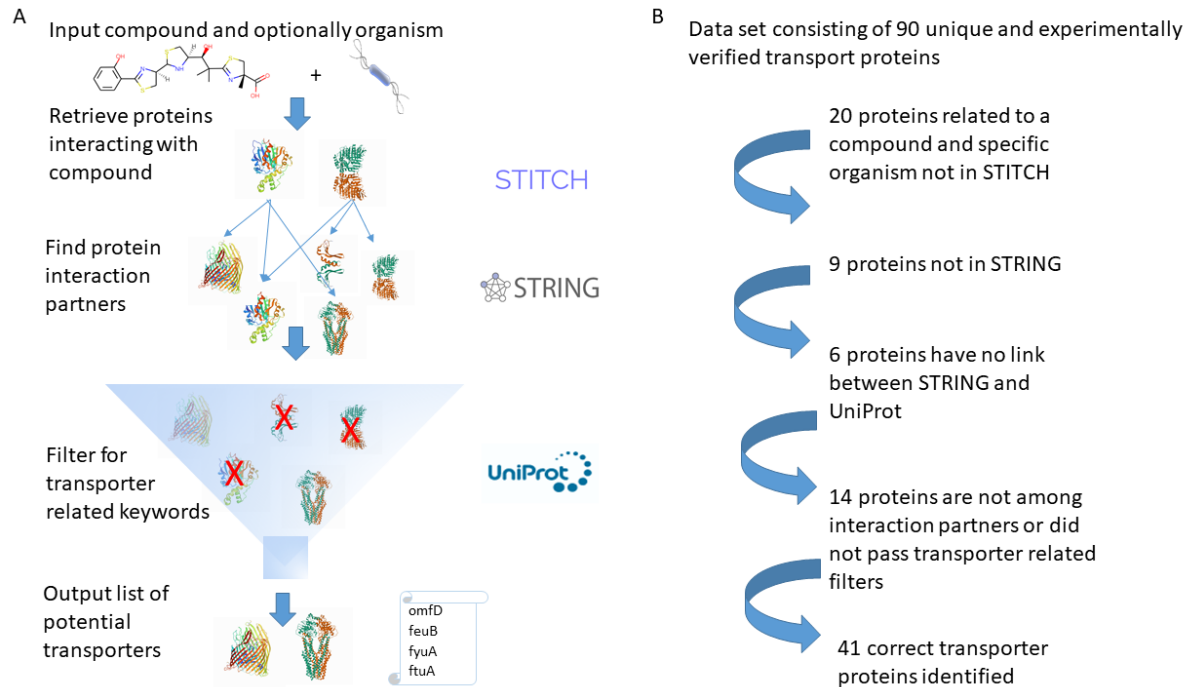 A
Input compound and optionally organism
OH
H
S
OH
S
N
S
N
H
NH
N
O
S
OH
+
Retrieve proteins
interacting with
compound
STITCH
Find protein
interaction
partners
STRING
Filter for
transporter
related keywords
X
X
X
UniProt
Output list of
potential
transporters
omfD
feuB
fyuA
ftuA
B
Data set consisting of 90 unique and experimentally
verified transport proteins
20 proteins related to a
compound and specific
organism not in STITCH
9 proteins not in STRING
6 proteins have no link
between STRING and
UniProt
14 proteins are not among
interaction partners or did
not pass transporter related
filters
41 correct transporter
proteins identified